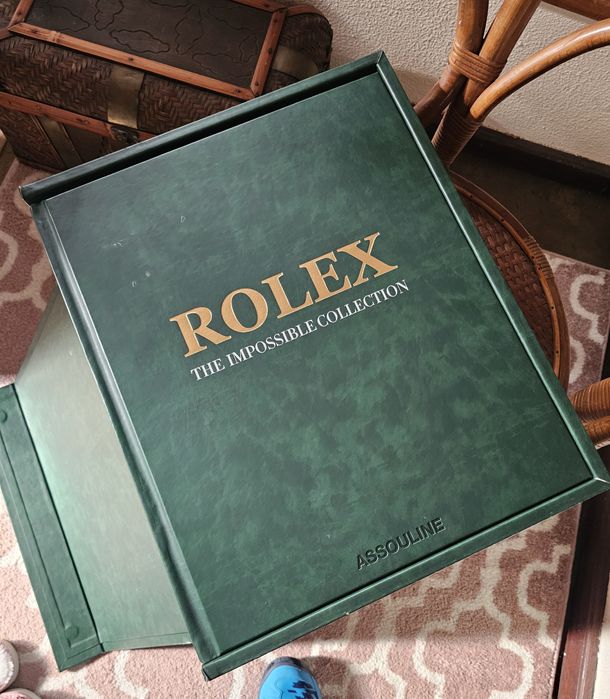 ROLEX
THE IMPOSSIBLE COLLECTION
ASSOULINE